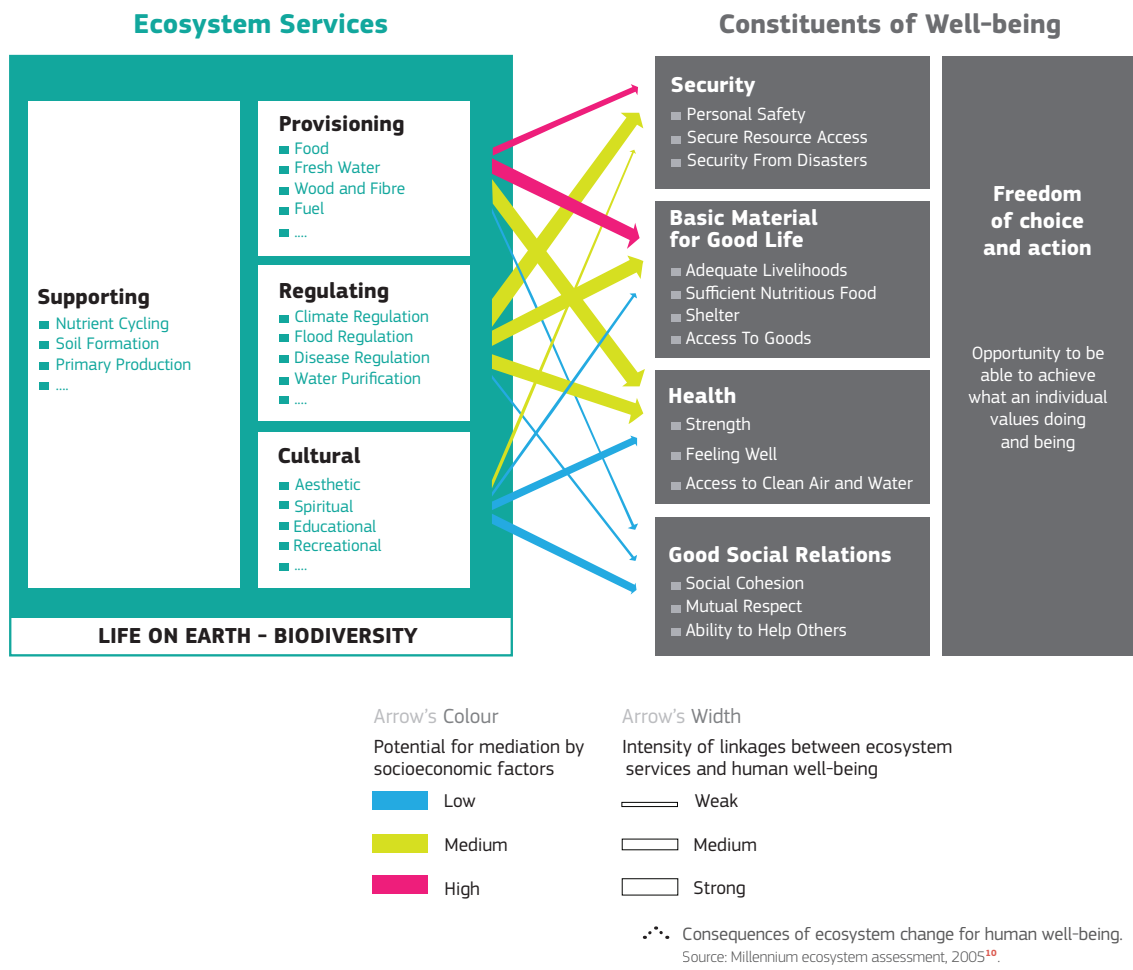 Ecosystem Services
Constituents of Well-being
Supporting
Nutrient Cycling
Soil Formation
Primary Production
....
Provisioning
Food
Fresh Water
Wood and Fibre
Fuel
....
Regulating
Climate Regulation
Flood Regulation
Disease Regulation
Water Purification
....
Cultural
Aesthetic
Spiritual
Educational
Recreational
....
LIFE ON EARTH - BIODIVERSITY
Security
Personal Safety
Secure Resource Access
Security From Disasters
Basic Material
for Good Life
Adequate Livelihoods
Sufficient Nutritious Food
Shelter
Access To Goods
Health
Strength
Feeling Well
Access to Clean Air and Water
Good Social Relations
Social Cohesion
Mutual Respect
Ability to Help Others
Freedom
of choice
and action
Opportunity to be
able to achieve
what an individual
values doing
and being
Arrow's Colour
Potential for mediation by
socioeconomic factors
Low
Medium
High
Arrow's Width
Intensity of linkages between ecosystem
services and human well-being
Weak
Medium
Strong
Consequences of ecosystem change for human well-being.
Source: Millennium ecosystem assessment, 2005¹⁰.